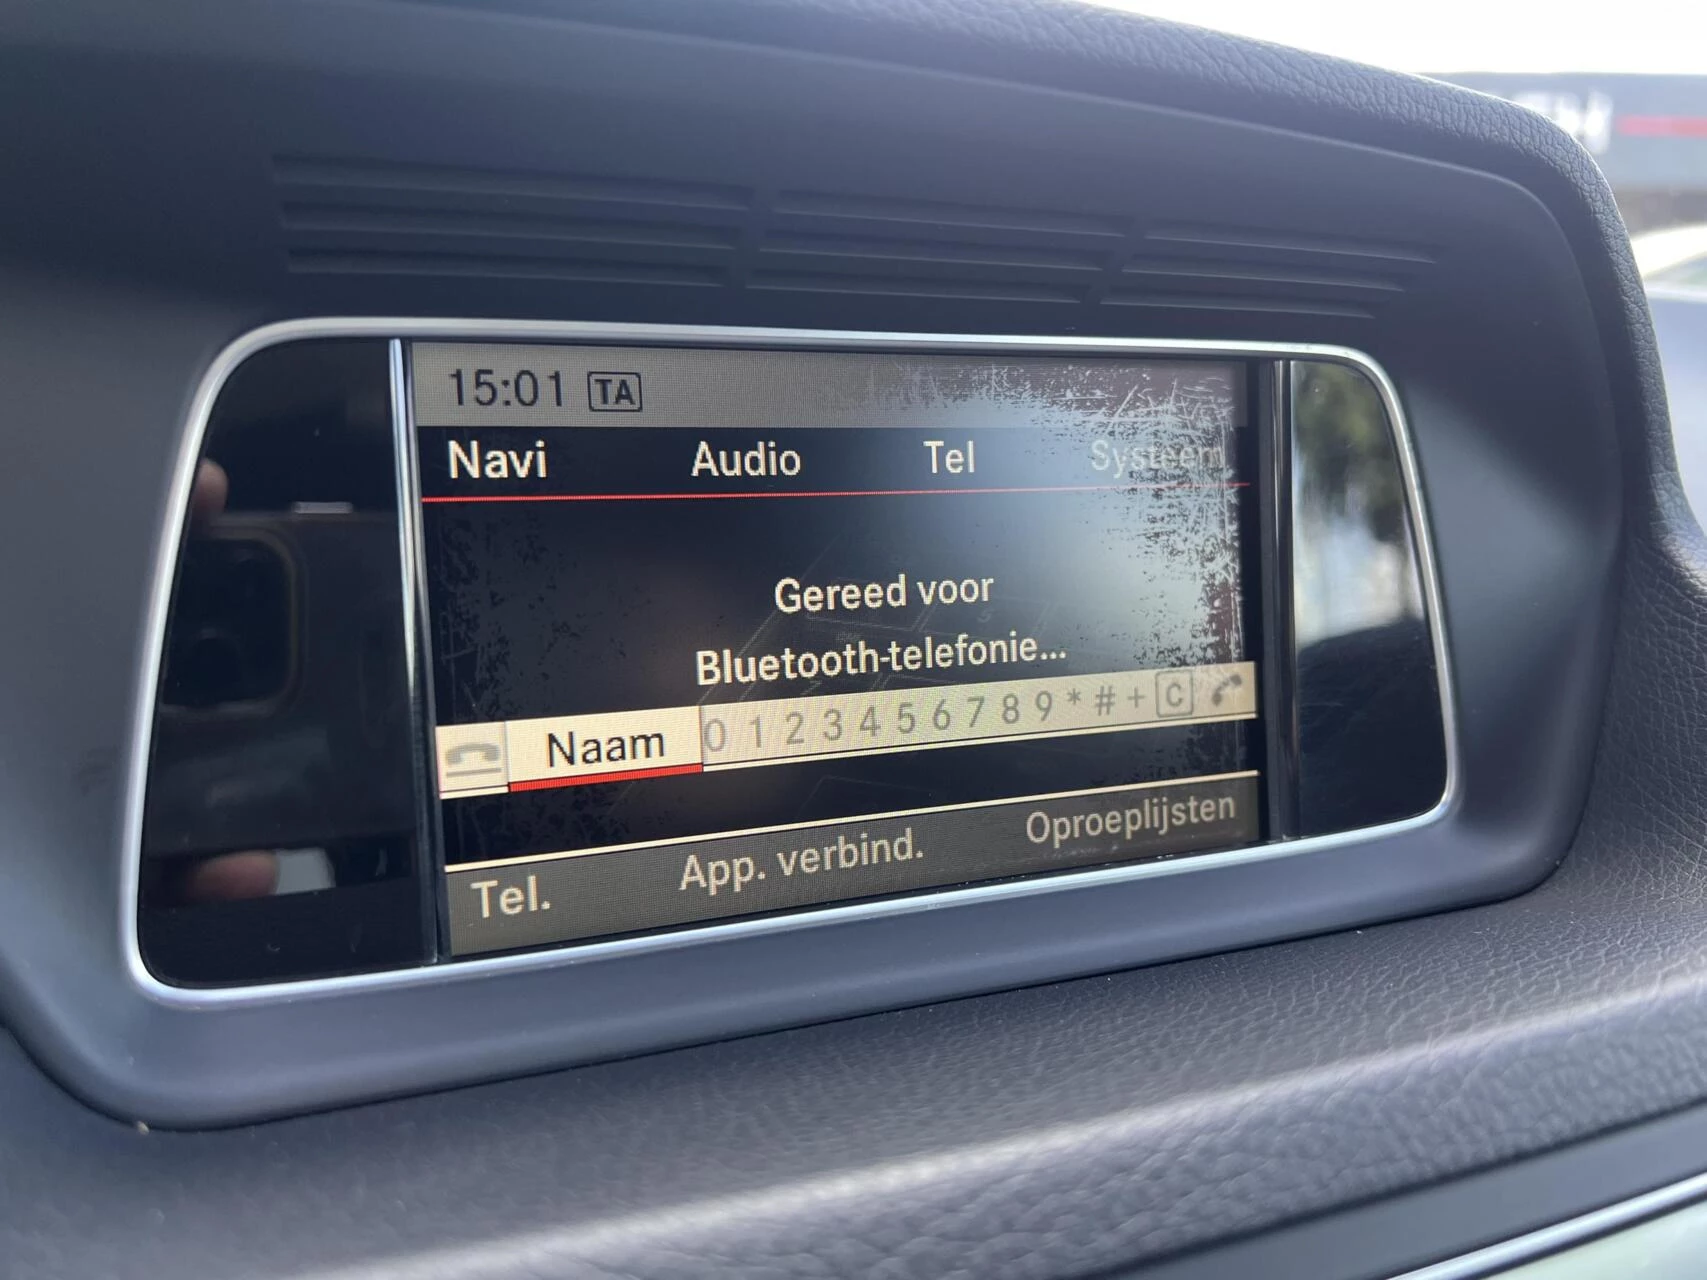 15:01 TA
Navi Audio Tel Systeem
Gereed voor
Bluetooth-telefonie...
Naam 0 1 2 3 4 5 6 7 8 9 * # + C
Tel. App. verbind. Oproeplijsten